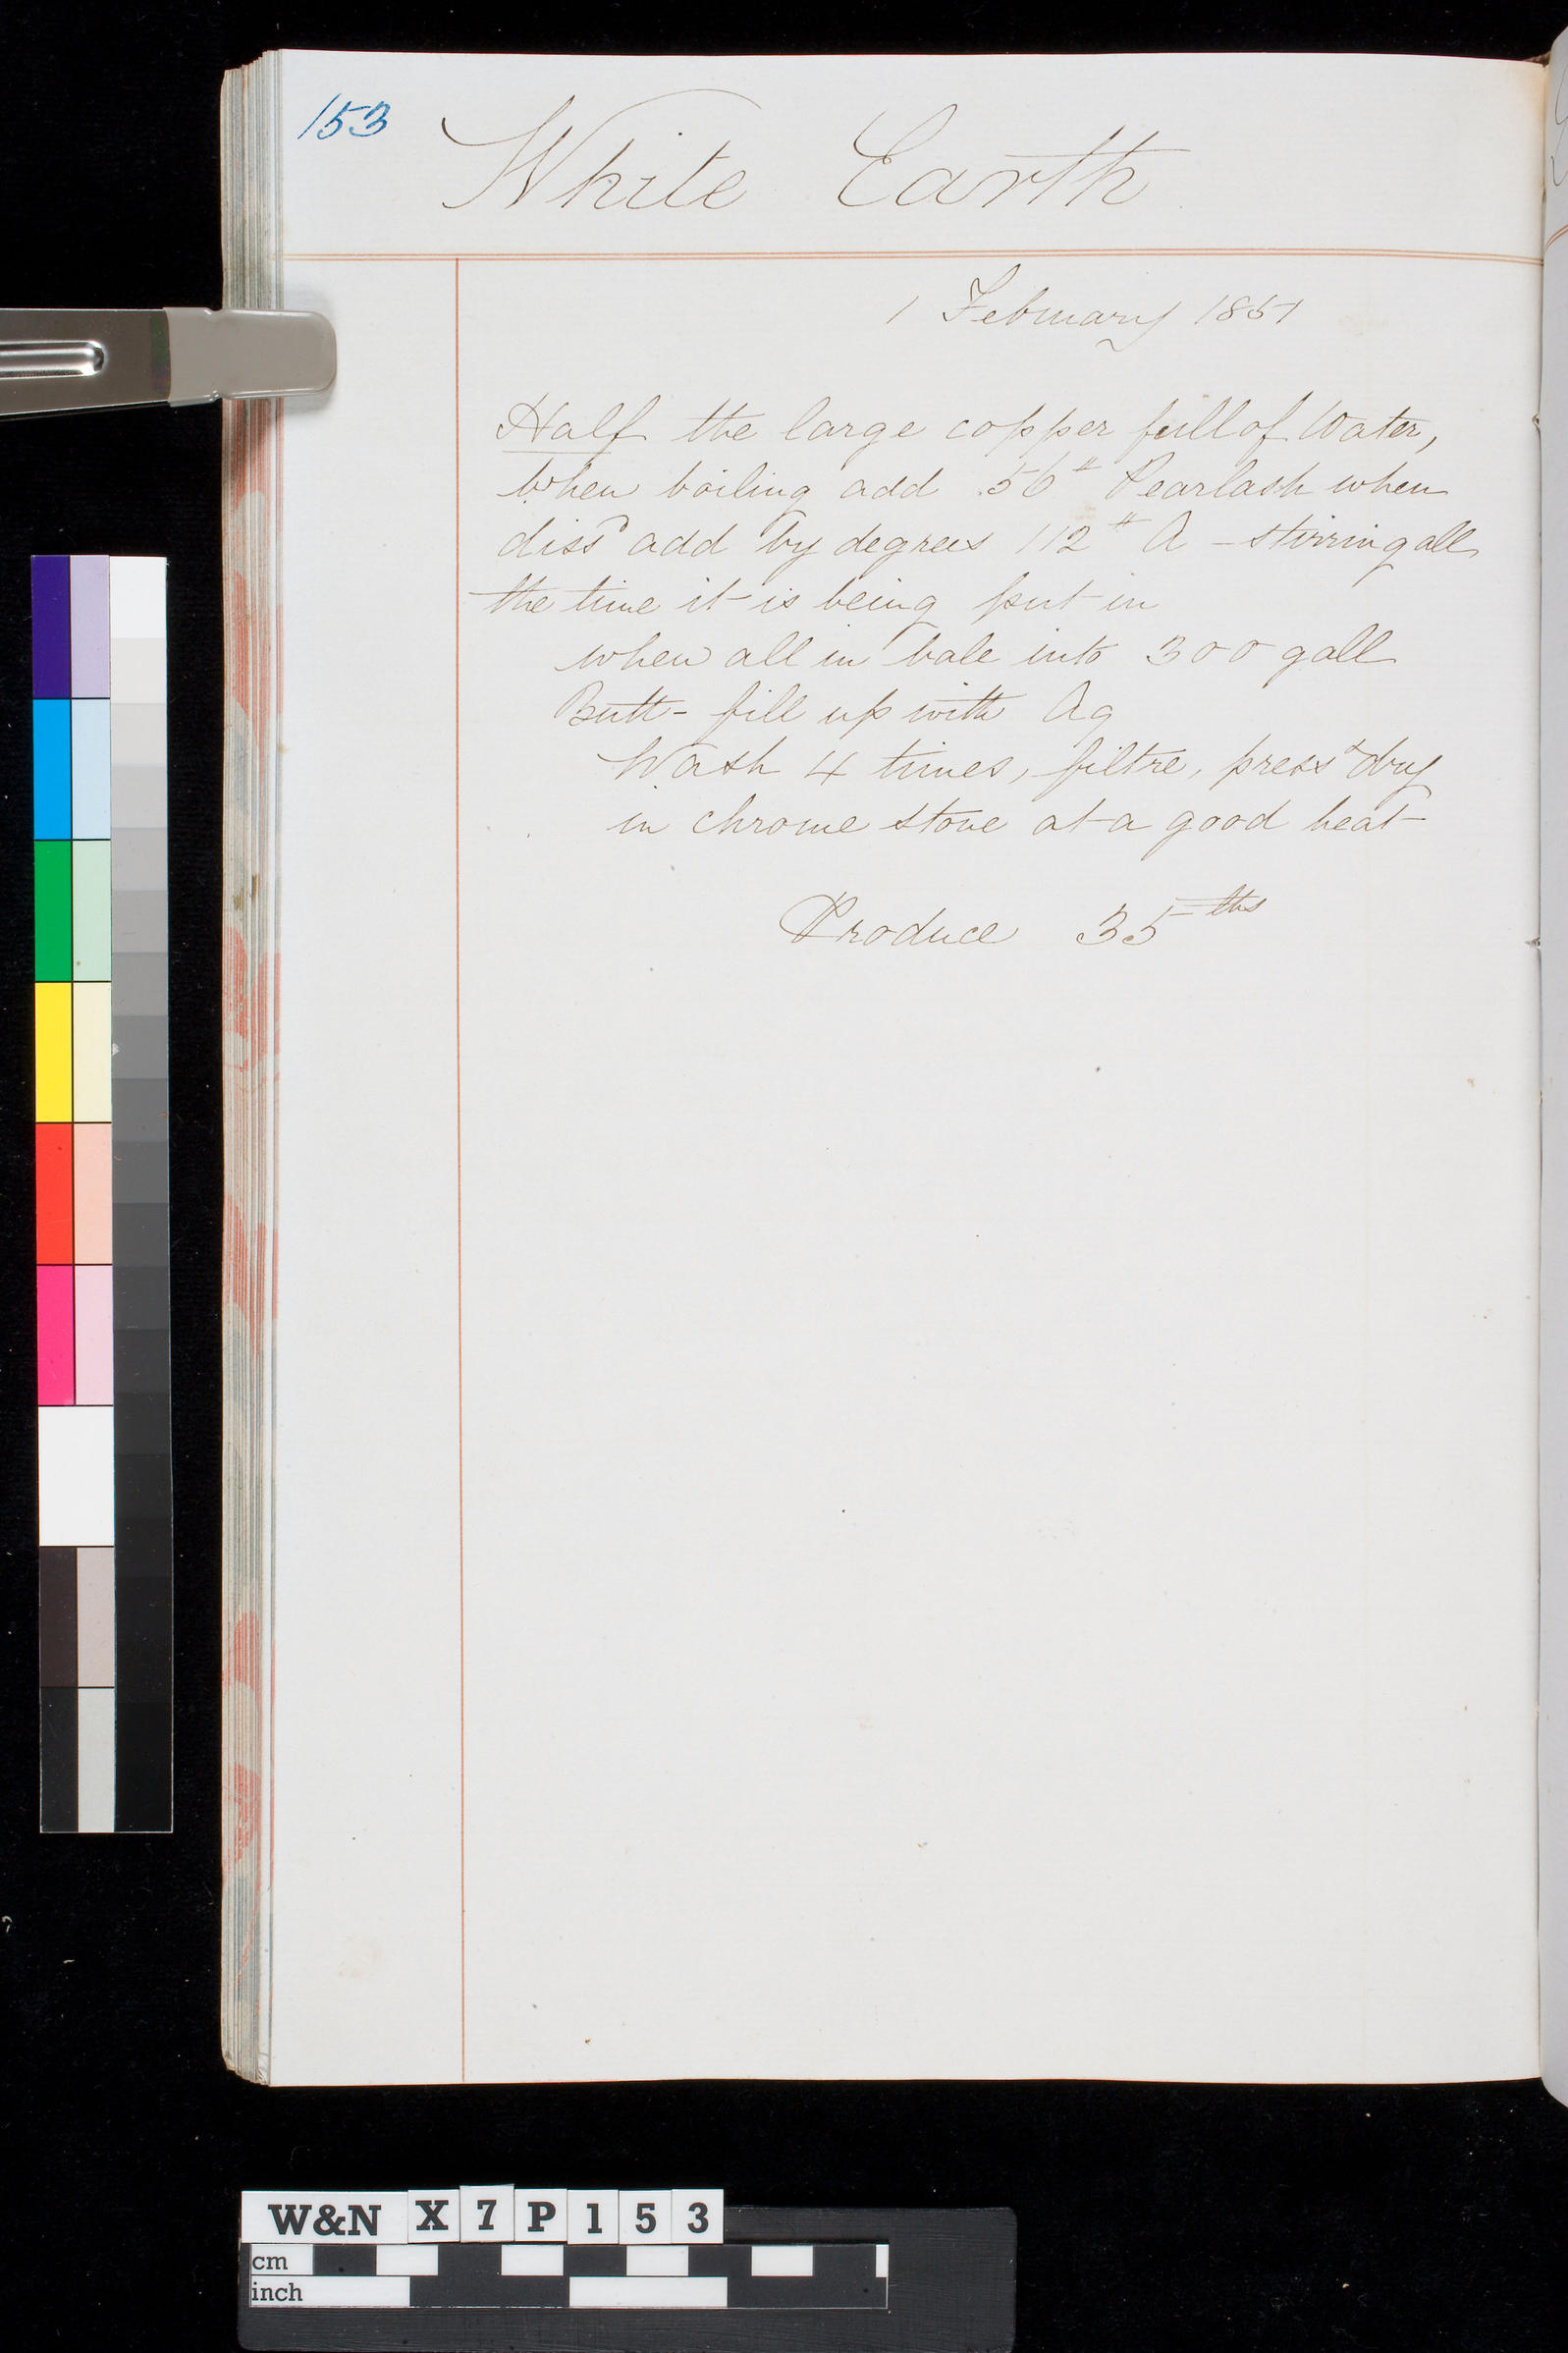 153
White Earth
1 February 1851
Half the large copper full of Water,
When boiling add 56# Pearlash when
dissd add by degrees 112# A - stirring all
the time it is being put in
when all in bale into 300 gall
Butt - fill up with Aq
Wash 4 times, filtre, press & dry
in chrome stove at a good heat
Produce 35 lbs
W&N X 7 P 1 5 3
cm
inch